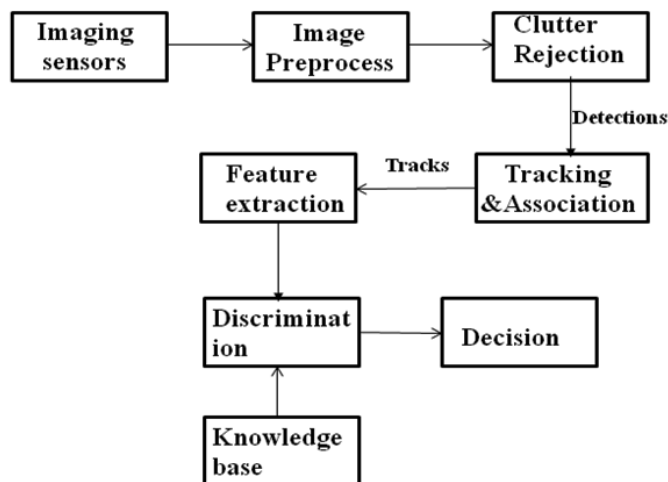 Imaging
sensors
Image
Preprocess
Clutter
Rejection
Detections
Tracking
&Association
Tracks
Feature
extraction
Discriminat
ion
Decision
Knowledge
base